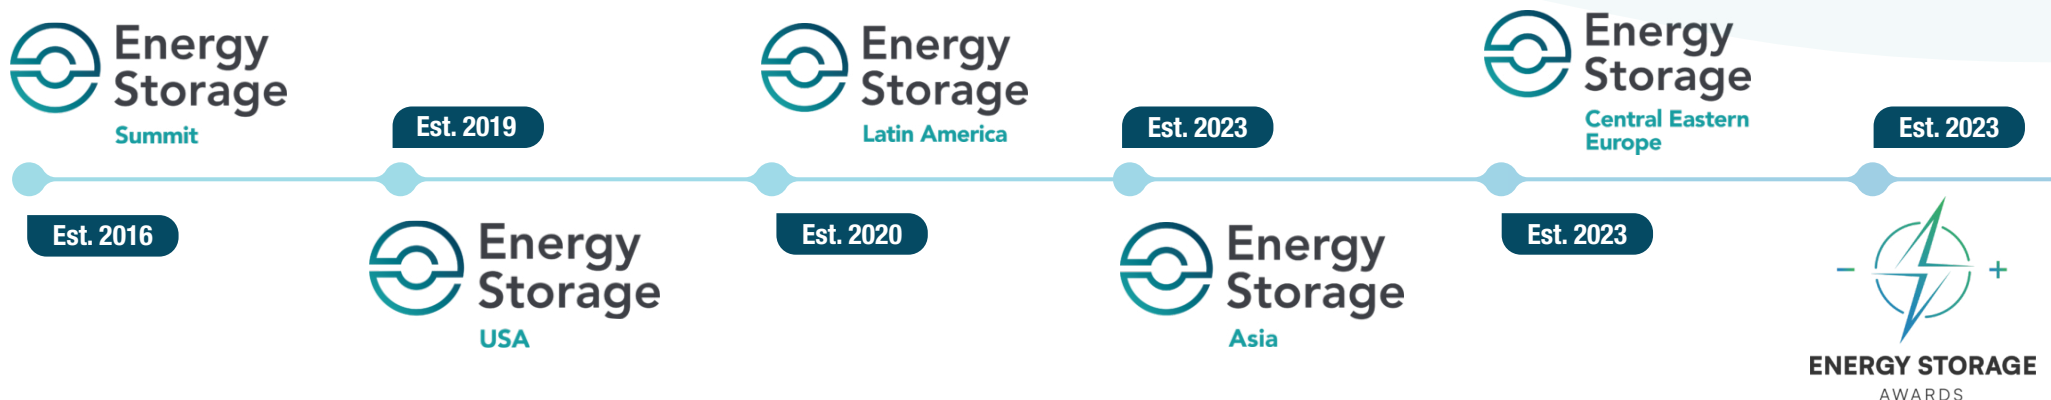 Energy
Storage
Summit
Est. 2016
Est. 2019
Energy
Storage
USA
Energy
Storage
Latin America
Est. 2020
Est. 2023
Energy
Storage
Asia
Energy
Storage
Central Eastern
Europe
Est. 2023
Est. 2023
ENERGY STORAGE
AWARDS